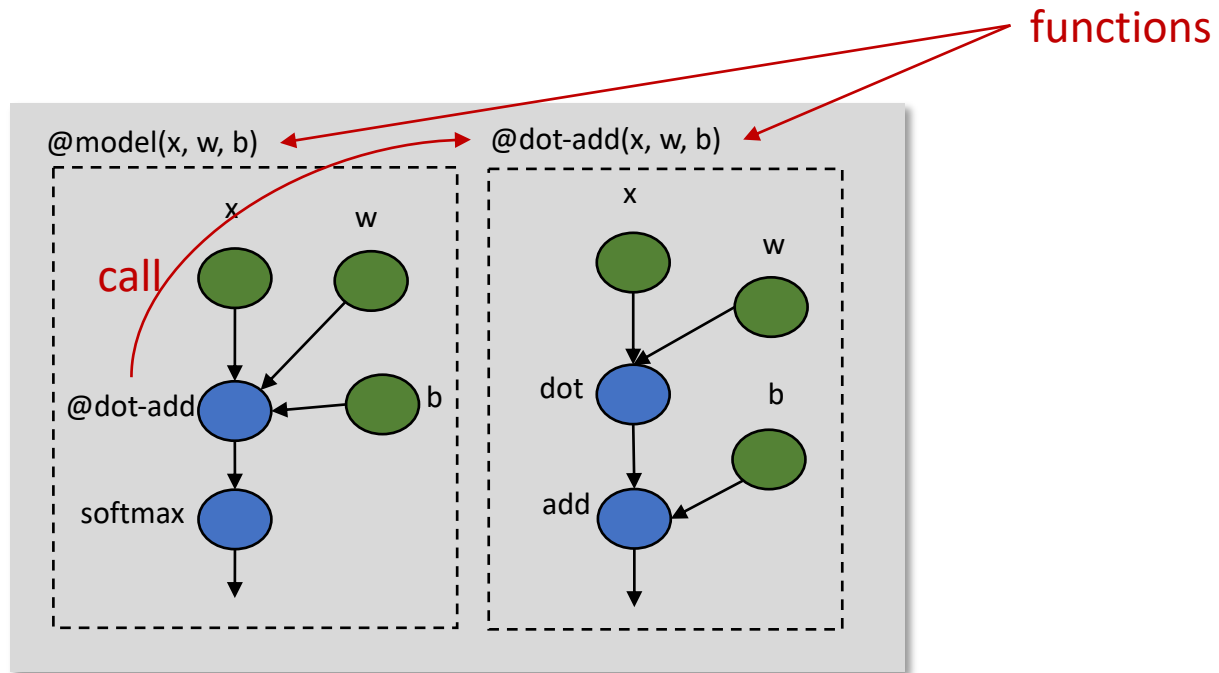 functions
@model(x, w, b)
@dot-add(x, w, b)
x
w
call
@dot-add
b
softmax
x
w
dot
b
add